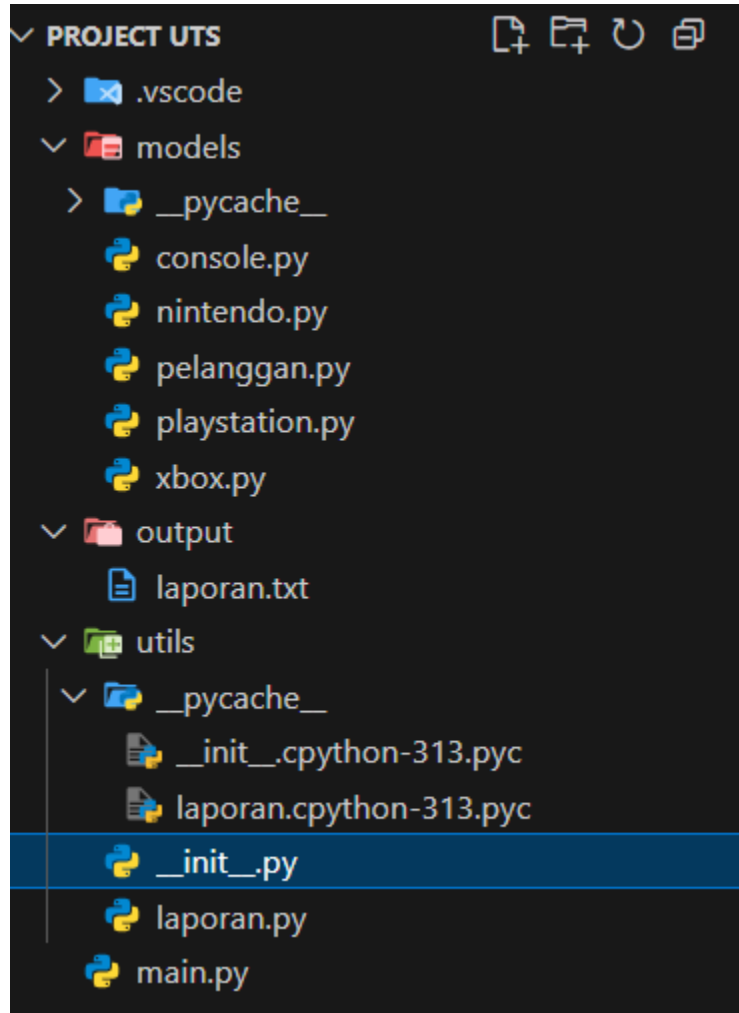 PROJECT UTS
.vscode
models
__pycache__
console.py
nintendo.py
pelanggan.py
playstation.py
xbox.py
output
laporan.txt
utils
__pycache__
__init__.cpython-313.pyc
laporan.cpython-313.pyc
__init__.py
laporan.py
main.py